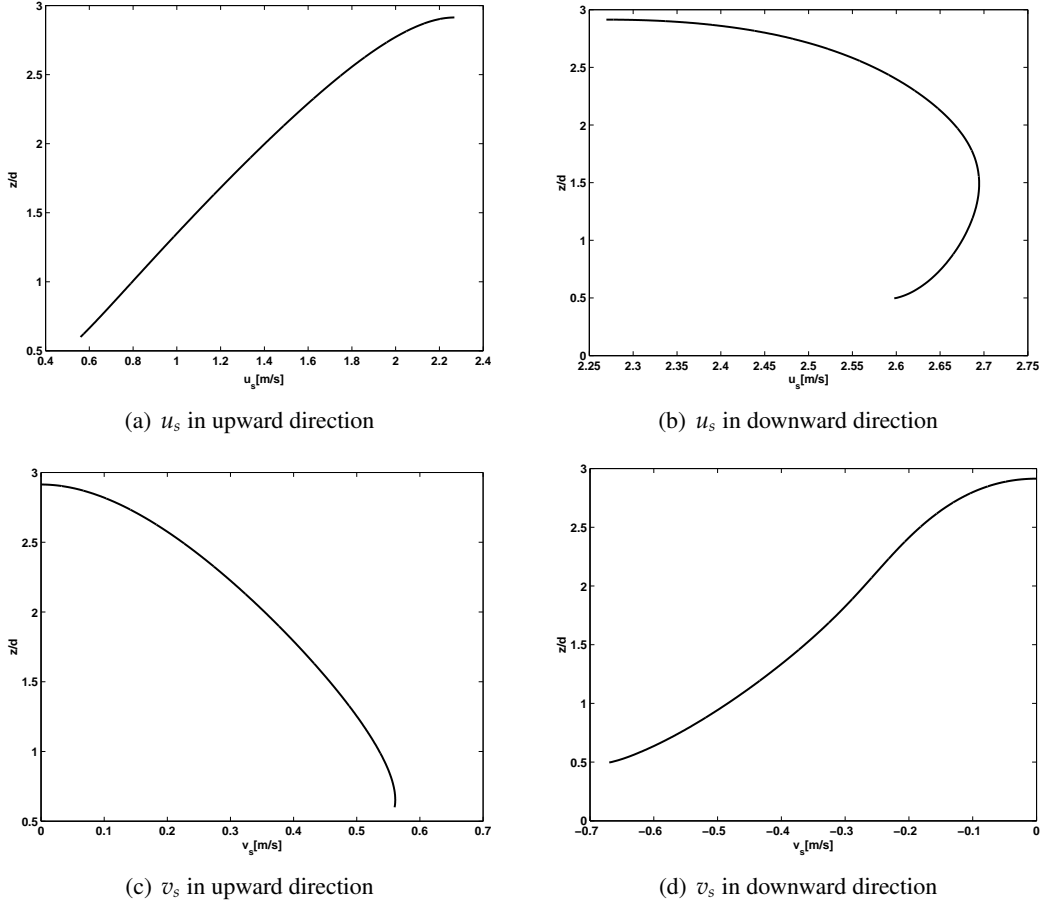 3
2.5
2
1.5
1
0.5
z/d
0.4 0.6 0.8 1 1.2 1.4 1.6 1.8 2 2.2 2.4
u_s[m/s]
(a) u_s in upward direction
3
2.5
2
1.5
1
0.5
0
z/d
2.25 2.3 2.35 2.4 2.45 2.5 2.55 2.6 2.65 2.7 2.75
u_s[m/s]
(b) u_s in downward direction
3
2.5
2
1.5
1
0.5
z/d
0 0.1 0.2 0.3 0.4 0.5 0.6 0.7
v_s[m/s]
(c) v_s in upward direction
3
2.5
2
1.5
1
0.5
0
z/d
−0.7 −0.6 −0.5 −0.4 −0.3 −0.2 −0.1 0
v_s[m/s]
(d) v_s in downward direction